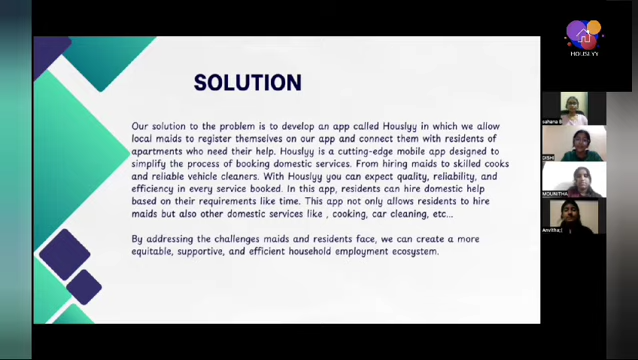 SOLUTION
Our solution to the problem is to develop an app called Houslyy in which we allow
local maids to register themselves on our app and connect them with residents of
apartments who need their help. Houslyy is a cutting-edge mobile app designed to
simplify the process of booking domestic services. From hiring maids to skilled cooks
and reliable vehicle cleaners. With Houslyy you can expect quality, reliability, and
efficiency in every service booked. In this app, residents can hire domestic help
based on their requirements like time. This app not only allows residents to hire
maids but also other domestic services like , cooking, car cleaning, etc...
By addressing the challenges maids and residents face, we can create a more
equitable, supportive, and efficient household employment ecosystem.
HOUSLYY
MOUNITHA